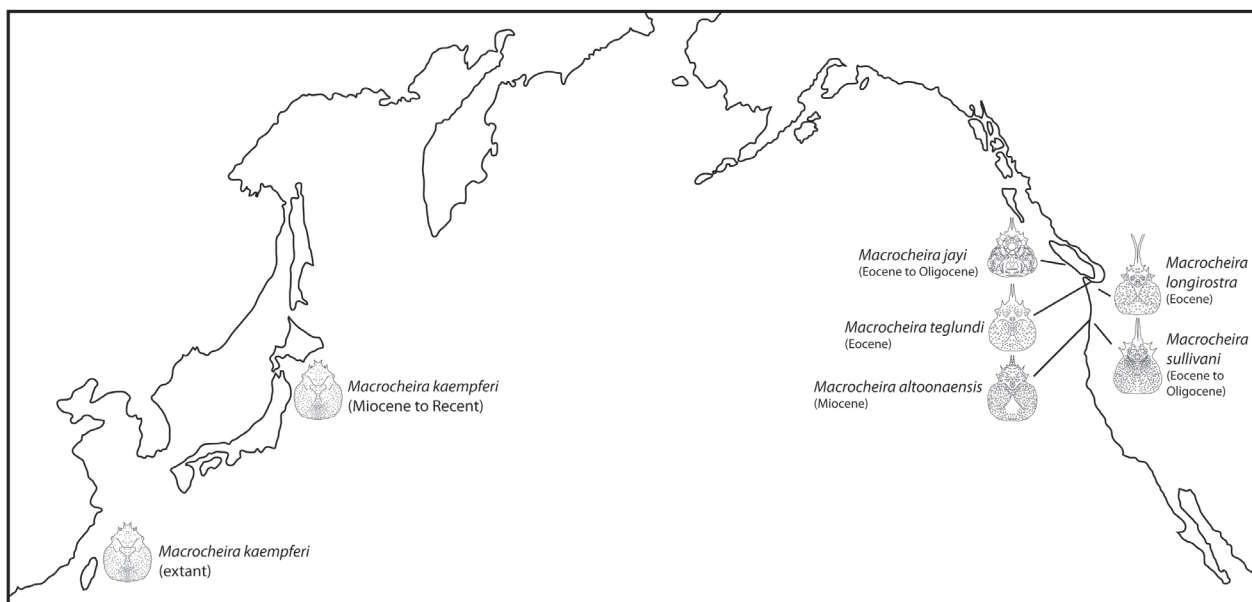 Macrocheira jayi
(Eocene to Oligocene)
Macrocheira
longirostra
(Eocene)
Macrocheira teglundi
(Eocene)
Macrocheira
sullivani
(Eocene to
Oligocene)
Macrocheira altoonaensis
(Miocene)
Macrocheira kaempferi
(Miocene to Recent)
Macrocheira kaempferi
(extant)